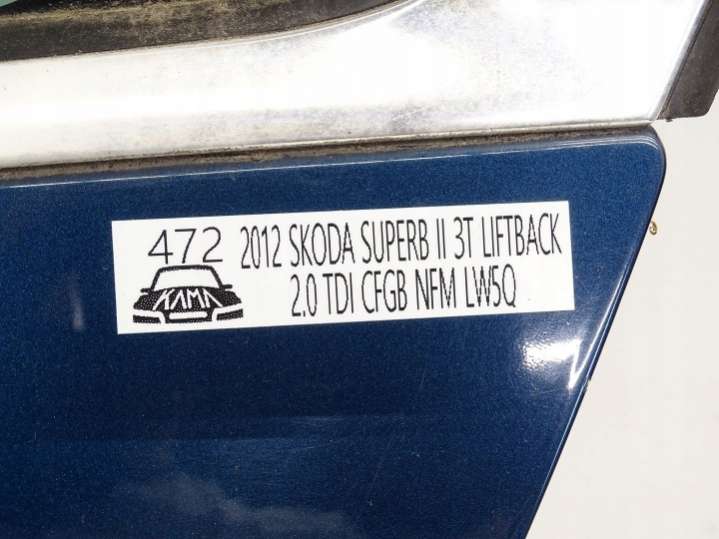 472 2012 SKODA SUPERB II 3T LIFTBACK
KAMA 2.0 TDI CFGB NFM LW5Q